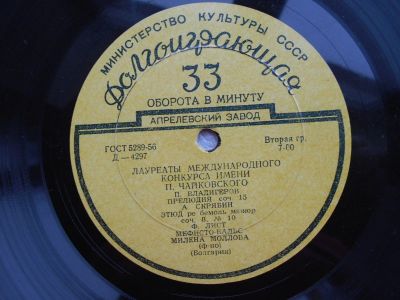 МИНИСТЕРСТВО КУЛЬТУРЫ СССР
Долгоиграющая
33
ОБОРОТА В МИНУТУ
АПРЕЛЕВСКИЙ ЗАВОД
ГОСТ 5289-56
Д—4297
Вторая гр.
7-00
ЛАУРЕАТЫ МЕЖДУНАРОДНОГО
КОНКУРСА ИМЕНИ
П. ЧАЙКОВСКОГО
П. ВЛАДИГЕРОВ
ПРЕЛЮДИЯ соч. 15
А. СКРЯБИН
ЭТЮД ре бемоль мажор
соч. 8, № 10
Ф. ЛИСТ
МЕФИСТО-ВАЛЬС
МИЛЕНА МОЛЛОВА
(Ф-но)
(Болгария)